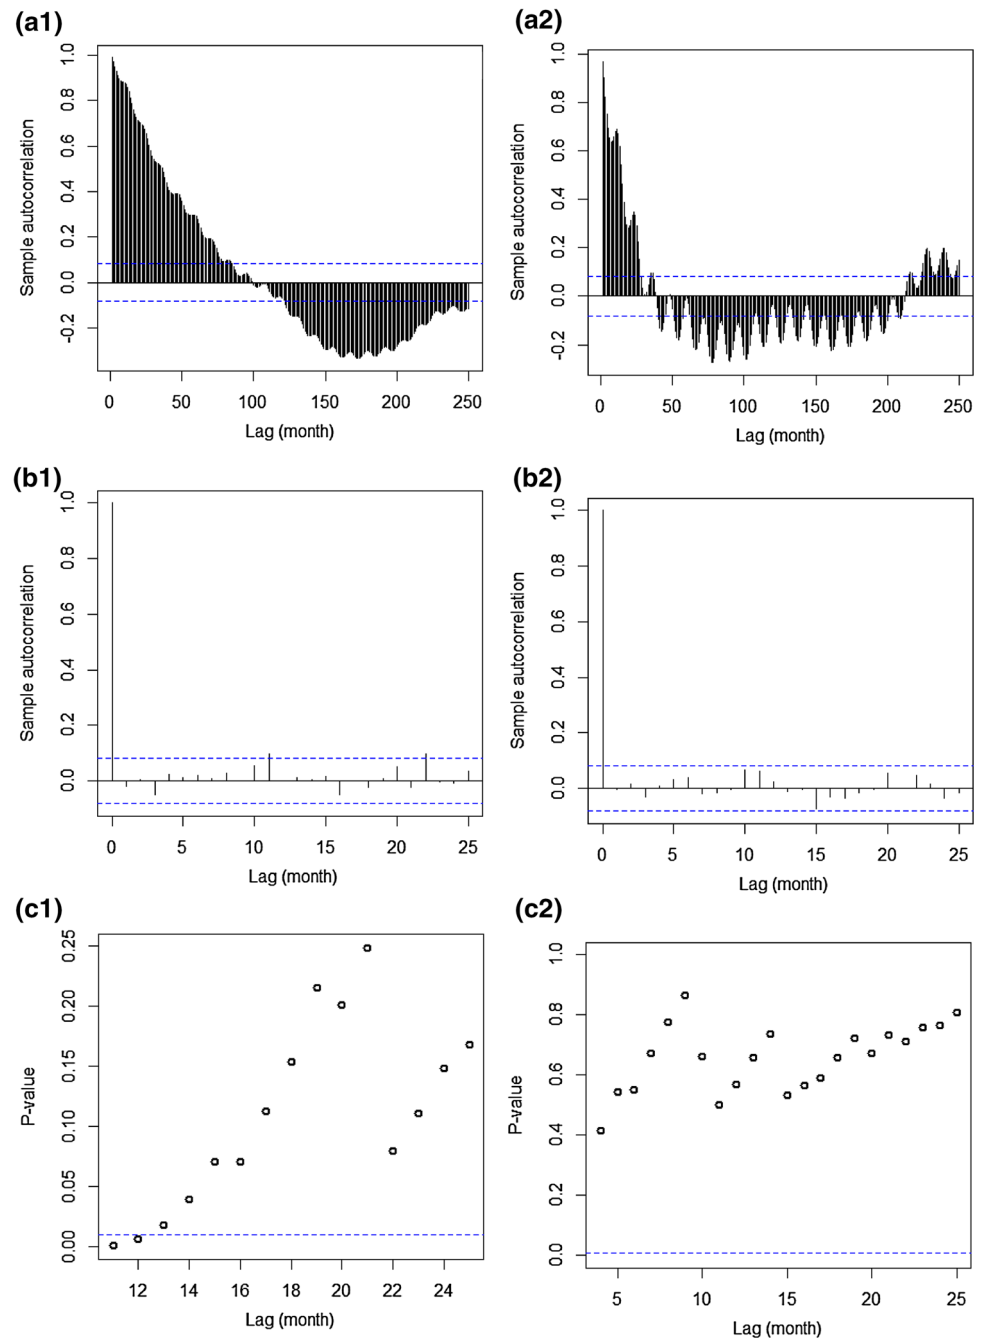 (a1)
1.0
0.8
0.6
0.4
0.2
0.0
-0.2
Sample autocorrelation
0 50 100 150 200 250
Lag (month)
(a2)
1.0
0.8
0.6
0.4
0.2
0.0
-0.2
Sample autocorrelation
0 50 100 150 200 250
Lag (month)
(b1)
1.0
0.8
0.6
0.4
0.2
0.0
Sample autocorrelation
0 5 10 15 20 25
Lag (month)
(b2)
1.0
0.8
0.6
0.4
0.2
0.0
Sample autocorrelation
0 5 10 15 20 25
Lag (month)
(c1)
0.25
0.20
0.15
0.10
0.05
0.00
P-value
12 14 16 18 20 22 24
Lag (month)
(c2)
1.0
0.8
0.6
0.4
0.2
0.0
P-value
5 10 15 20 25
Lag (month)